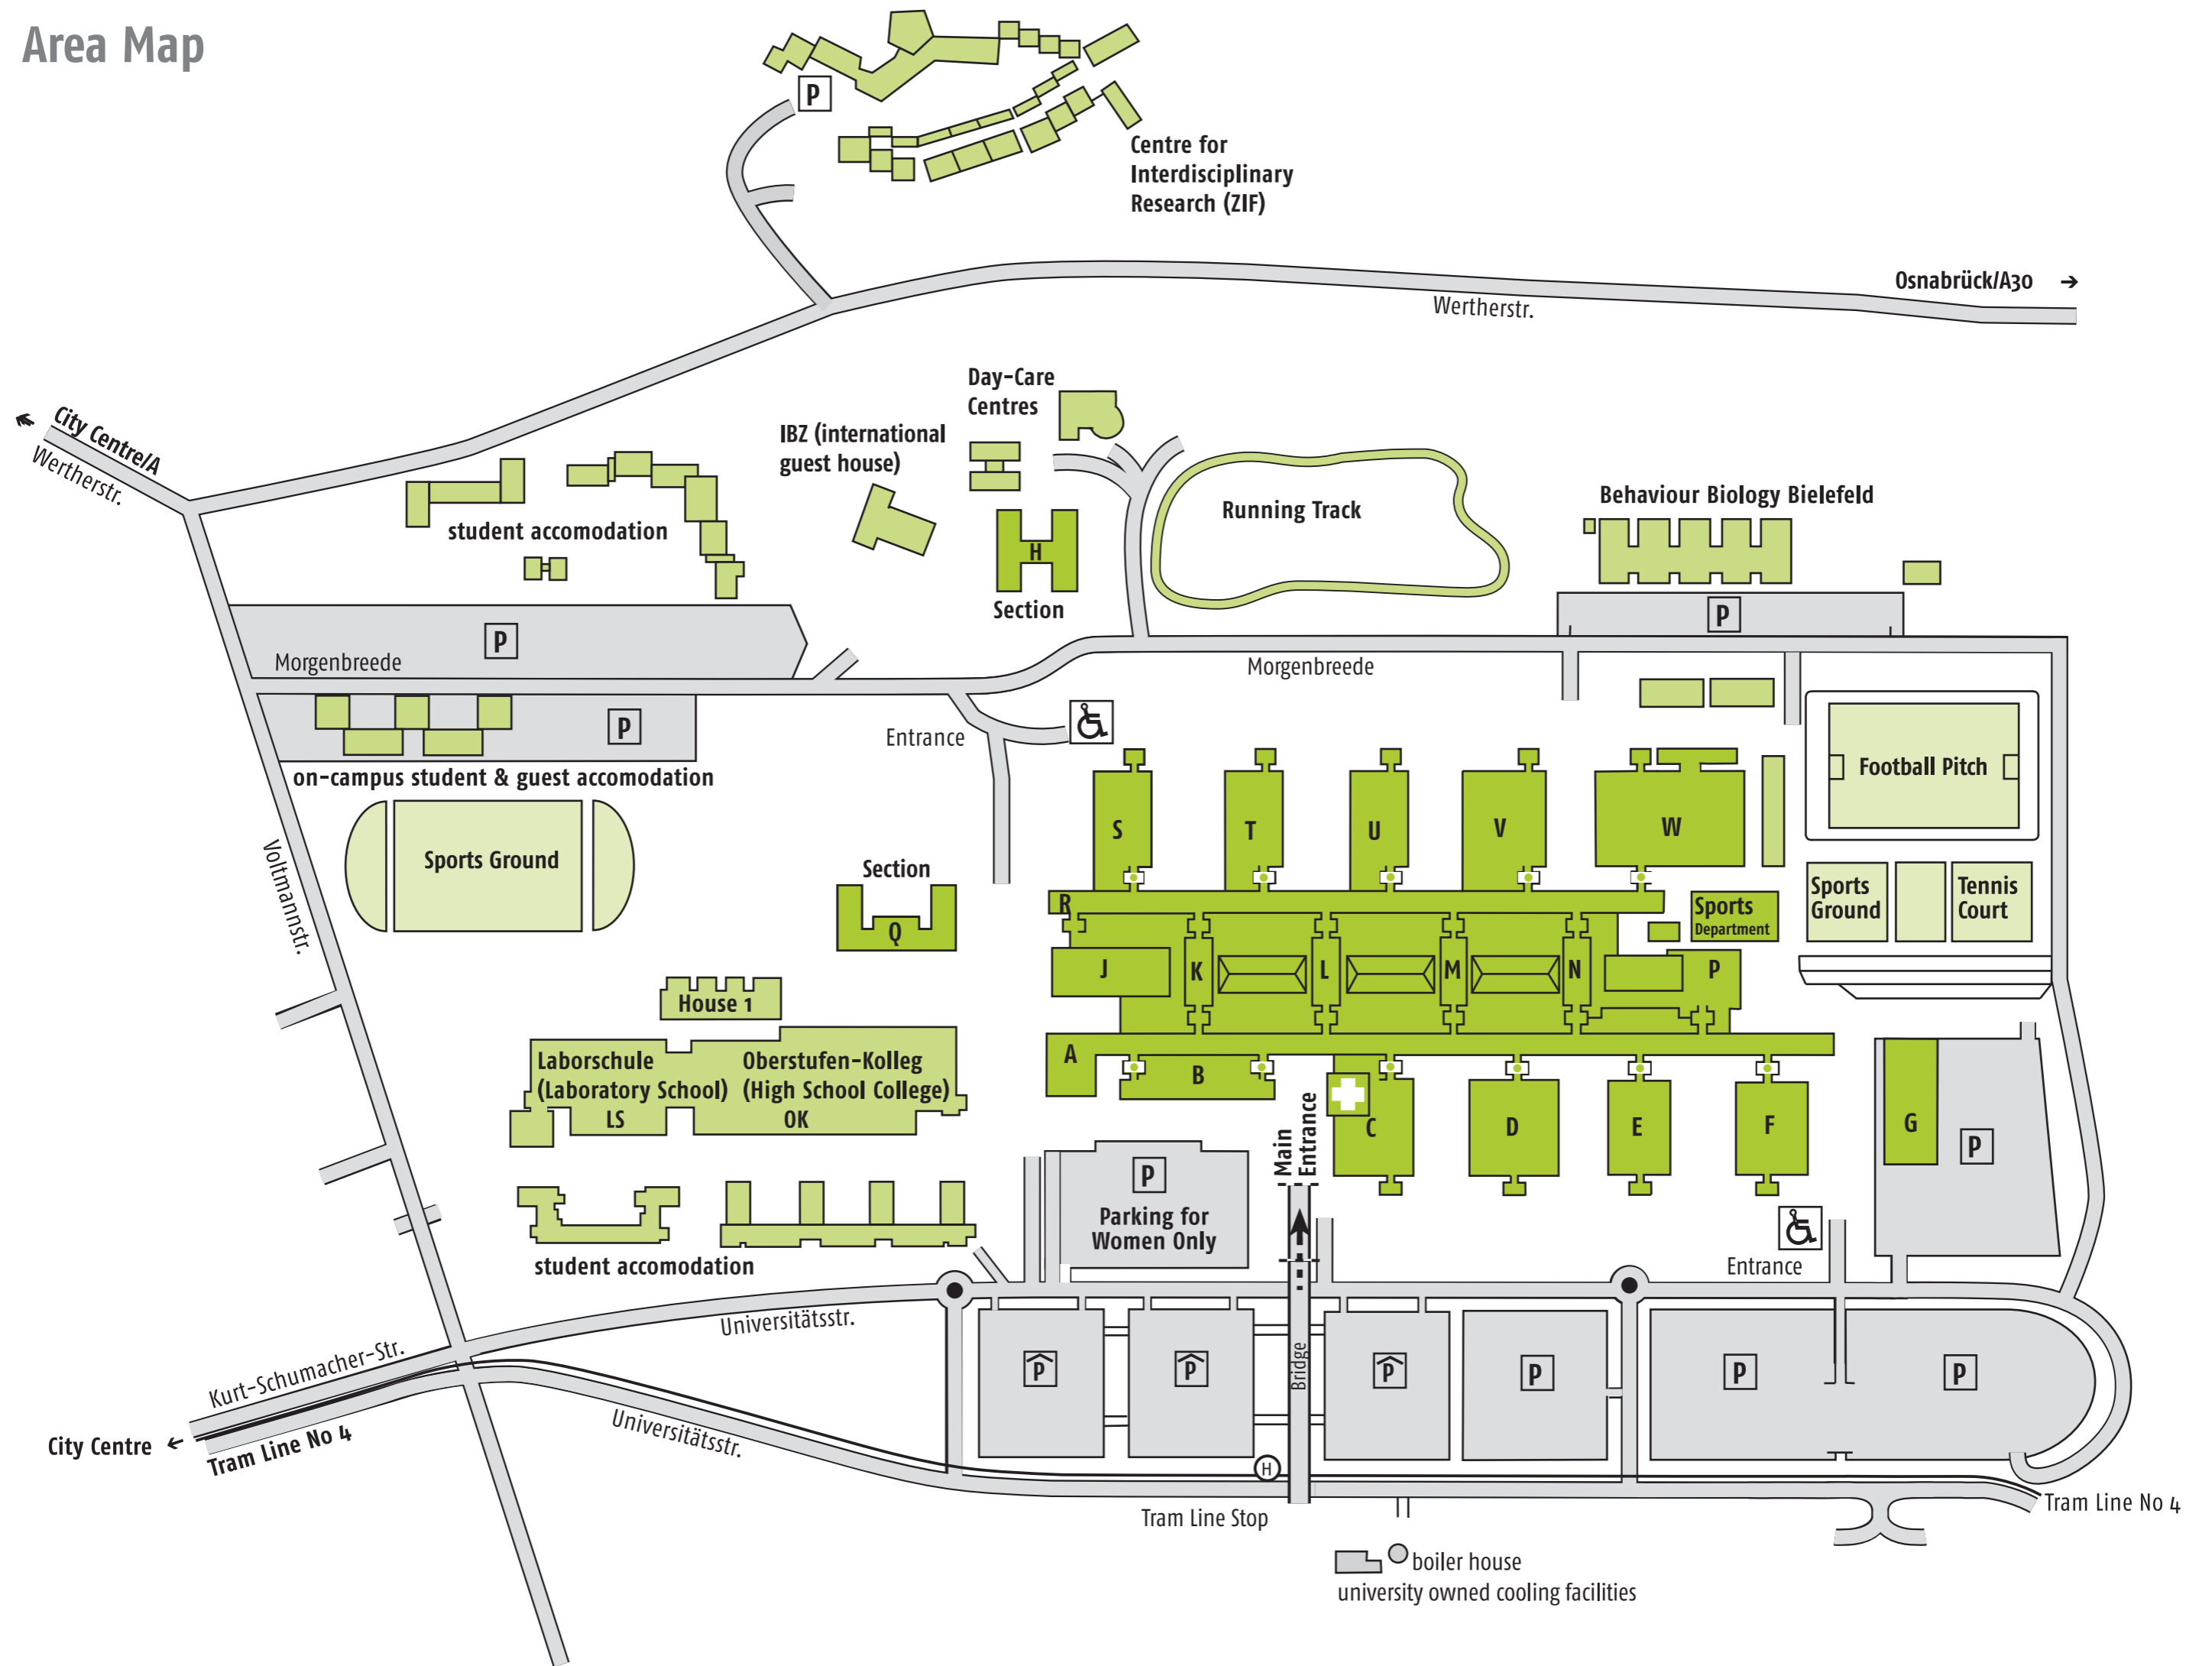 Area Map
P
Centre for
Interdisciplinary
Research (ZIF)
Osnabrück/A30 →
Wertherstr.
City Centre/A
Wertherstr.
Day-Care
Centres
IBZ (international
guest house)
student accomodation
H
Section
Running Track
Behaviour Biology Bielefeld
P
P
Morgenbreede
Morgenbreede
P
Entrance
on-campus student & guest accomodation
Football Pitch
Sports Ground
Voltmannstr.
Section
Q
S
T
U
V
W
R
Sports
Department
Sports
Ground
Tennis
Court
J
K
L
M
N
P
House 1
Laborschule
(Laboratory School)
LS
Oberstufen-Kolleg
(High School College)
OK
A
B
C
D
E
F
G
P
Main
Entrance
P
Parking for
Women Only
student accomodation
Entrance
Universitätsstr.
Kurt-Schumacher-Str.
City Centre ←
Tram Line No 4
Universitätsstr.
P
P
Bridge
P
P
P
P
H
Tram Line Stop
Tram Line No 4
boiler house
university owned cooling facilities